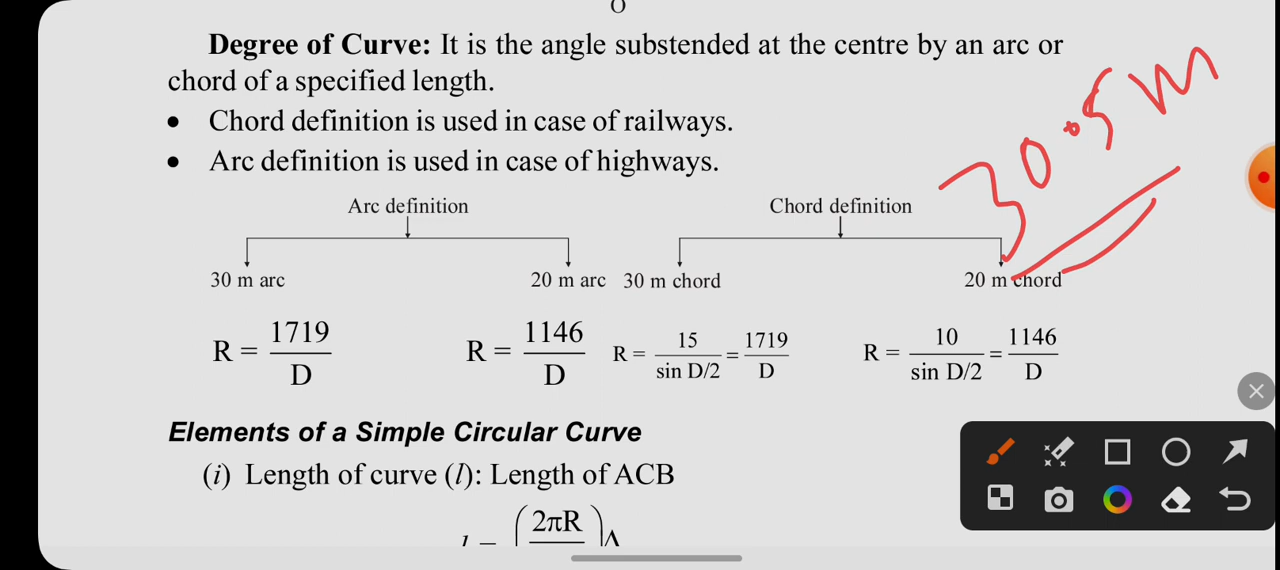 O
Degree of Curve: It is the angle substended at the centre by an arc or
chord of a specified length.
• Chord definition is used in case of railways.
• Arc definition is used in case of highways.
30.5m
Arc definition
Chord definition
30 m arc
20 m arc
30 m chord
20 m chord
R = 1719/D
R = 1146/D
R = 15/sin D/2 = 1719/D
R = 10/sin D/2 = 1146/D
Elements of a Simple Circular Curve
(i) Length of curve (l): Length of ACB
l = (2πR